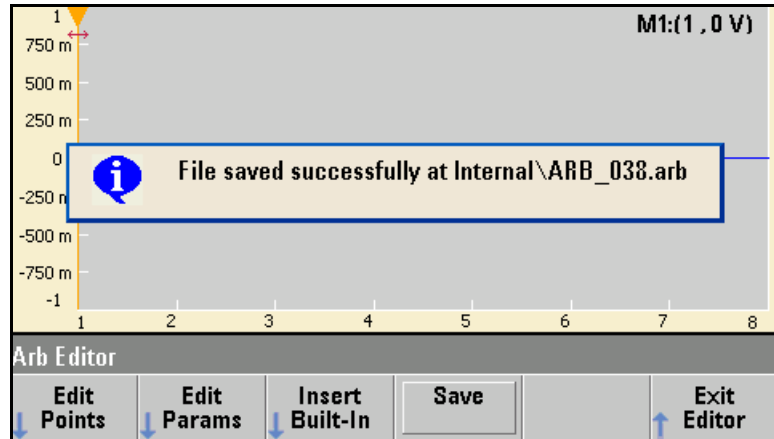 1
M1:(1 , 0 V)
750 m
500 m
250 m
0
File saved successfully at Internal\ARB_038.arb
-250 m
-500 m
-750 m
-1
1 2 3 4 5 6 7 8
Arb Editor
Edit Points
Edit Params
Insert Built-In
Save
Exit Editor